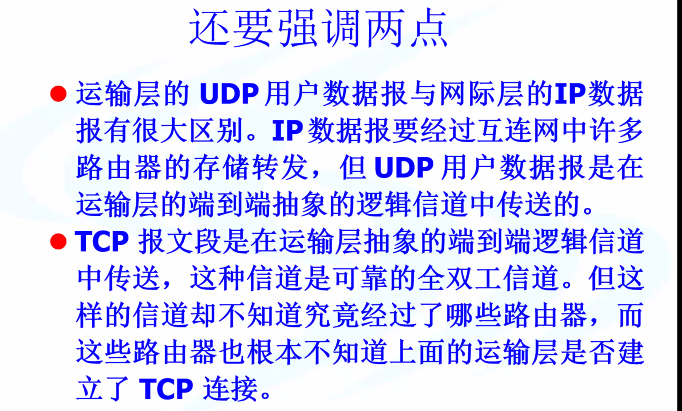 还要强调两点
● 运输层的 UDP 用户数据报与网际层的IP数据
报有很大区别。IP 数据报要经过互连网中许多
路由器的存储转发，但 UDP 用户数据报是在
运输层的端到端抽象的逻辑信道中传送的。
● TCP 报文段是在运输层抽象的端到端逻辑信道
中传送，这种信道是可靠的全双工信道。但这
样的信道却不知道究竟经过了哪些路由器，而
这些路由器也根本不知道上面的运输层是否建
立了 TCP 连接。